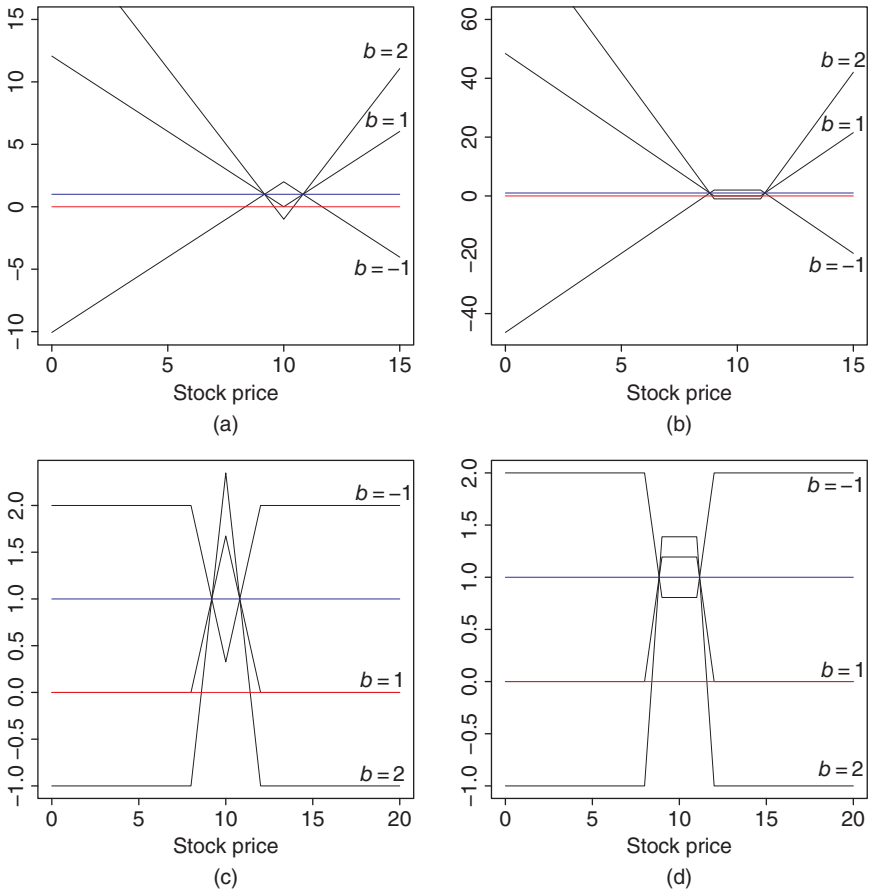 15
10
5
0
−5
−10
b = 2
b = 1
b = −1
0 5 10 15
Stock price
(a)
60
40
20
0
−20
−40
b = 2
b = 1
b = −1
0 5 10 15
Stock price
(b)
2.0
1.5
1.0
0.5
0.0
−0.5
−1.0
b = −1
b = 1
b = 2
0 5 10 15 20
Stock price
(c)
2.0
1.5
1.0
0.5
0.0
−0.5
−1.0
b = −1
b = 1
b = 2
0 5 10 15 20
Stock price
(d)